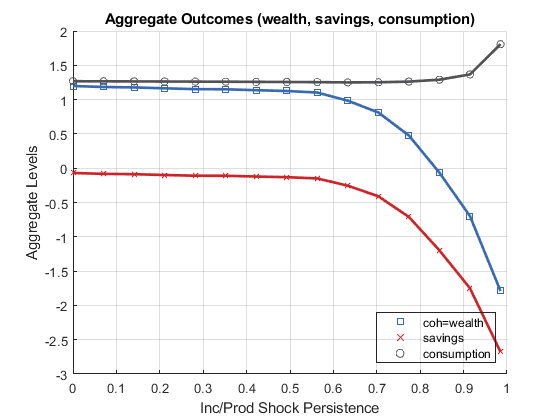 Aggregate Outcomes (wealth, savings, consumption)
2
1.5
1
0.5
0
-0.5
-1
-1.5
-2
-2.5
-3
Aggregate Levels
coh=wealth
savings
consumption
0 0.1 0.2 0.3 0.4 0.5 0.6 0.7 0.8 0.9 1
Inc/Prod Shock Persistence